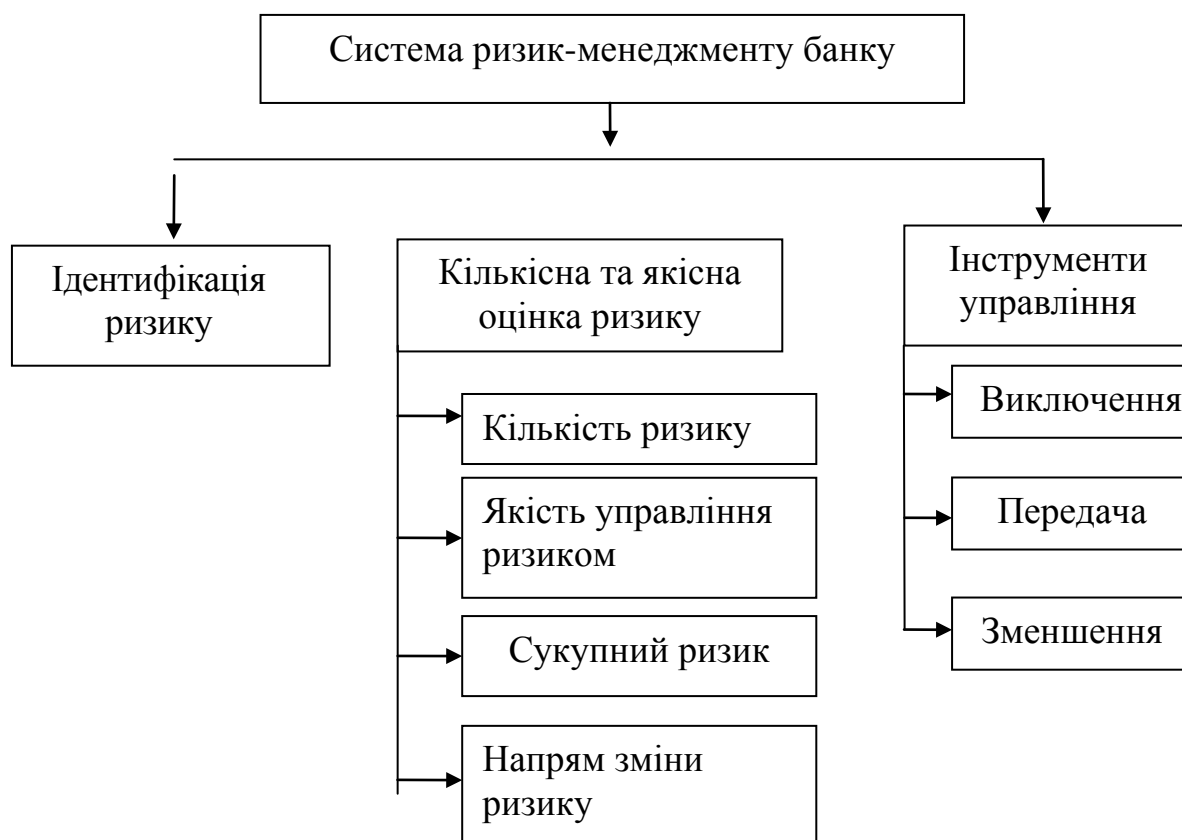 Система ризик-менеджменту банку
Ідентифікація
ризику
Кількісна та якісна
оцінка ризику
Кількість ризику
Якість управління
ризиком
Сукупний ризик
Напрям зміни
ризику
Інструменти
управління
Виключення
Передача
Зменшення